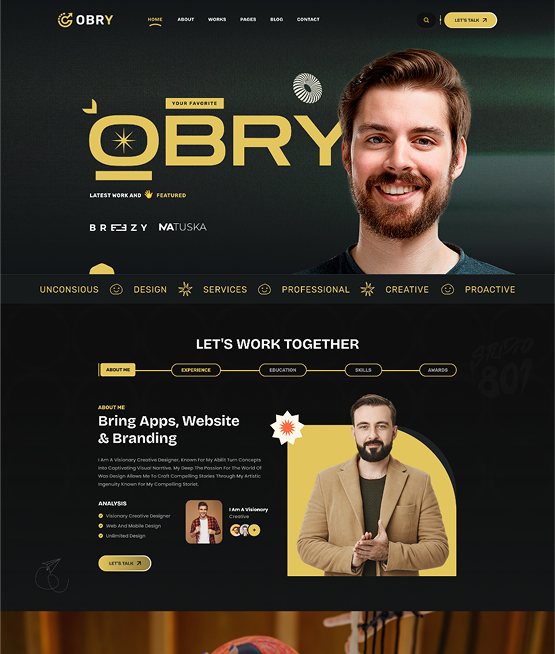 OBRY
HOME ABOUT WORKS PAGES BLOG CONTACT
LET'S TALK
YOUR FAVORITE
OBRY
LATEST WORK AND FEATURED
BREEZY NATUSKA
UNCONSIOUS DESIGN SERVICES PROFESSIONAL CREATIVE PROACTIVE
LET'S WORK TOGETHER
ABOUT ME EXPERIENCE EDUCATION SKILLS AWARDS
ABOUT ME
Bring Apps, Website
& Branding
I Am A Visionary Creative Designer, Known For My Abilit Turn Concepts
Into Captivating Visual Narrtive. My Deep The Passion For The World Of
Was Design Allows Me To Craft Compelling Stories Through My Artistic
Ingenuity Known For My Compelling Storiet.
ANALYSIS
Visionary Creative Designer
Web And Mobile Design
Unlimited Design
I Am A Visionary
Creative
LET'S TALK